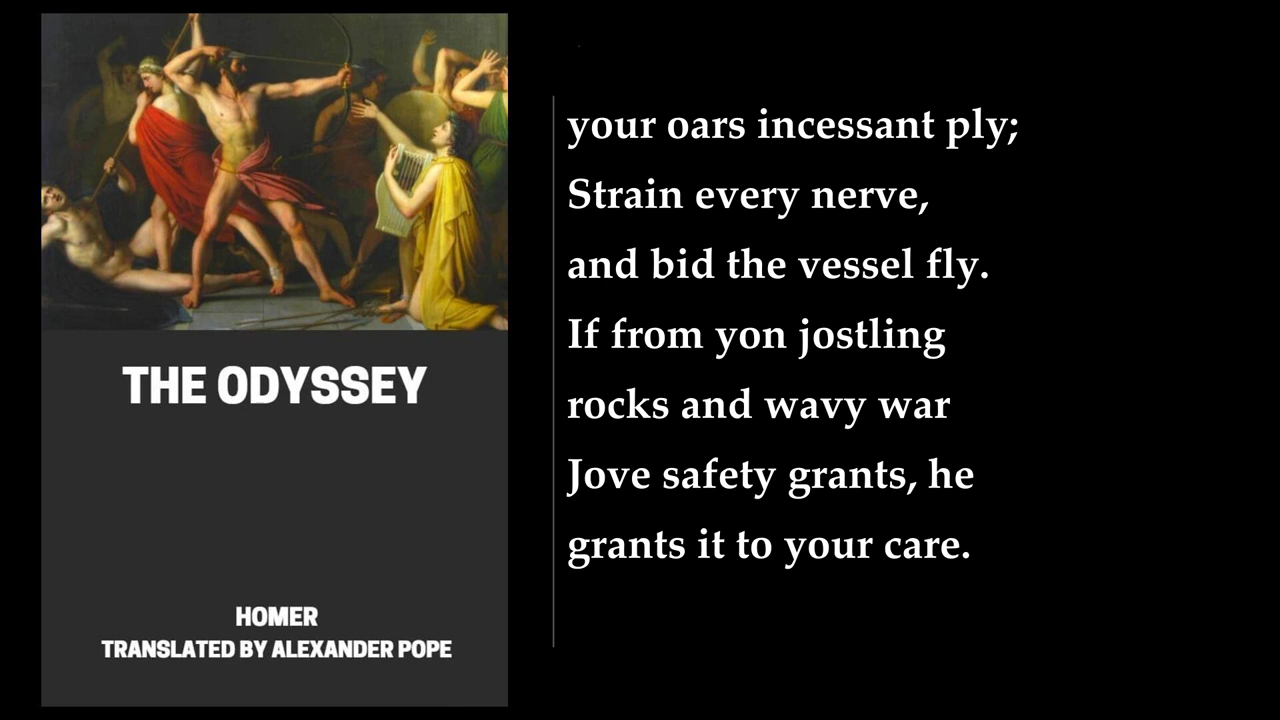 THE ODYSSEY
HOMER
TRANSLATED BY ALEXANDER POPE
your oars incessant ply;
Strain every nerve,
and bid the vessel fly.
If from yon jostling
rocks and wavy war
Jove safety grants, he
grants it to your care.